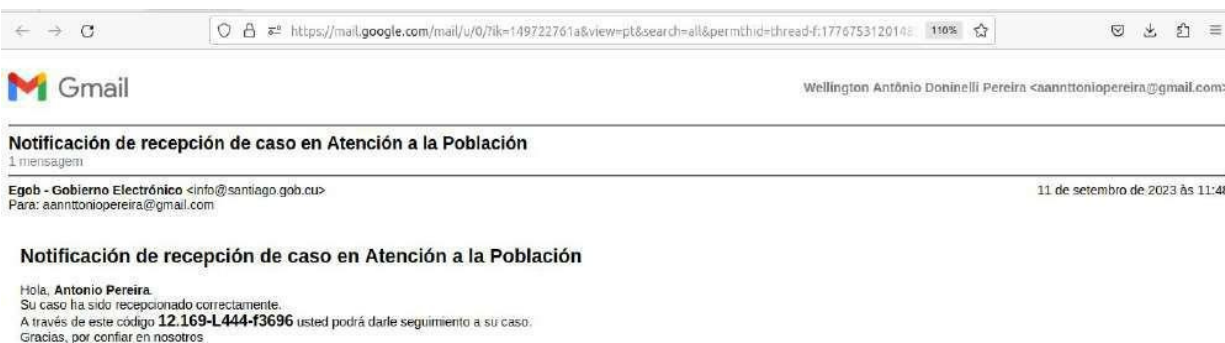 https://mail.google.com/mail/u/0/?ik=149722761a&view=pt&search=all&permthid=thread-f:1776753120148 110%
Gmail
Wellington Antônio Doninelli Pereira <aannttoniopereira@gmail.com>
Notificación de recepción de caso en Atención a la Población
1 mensagem
Egob - Gobierno Electrónico <info@santiago.gob.cu>
11 de setembro de 2023 às 11:48
Para: aannttoniopereira@gmail.com
Notificación de recepción de caso en Atención a la Población
Hola, Antonio Pereira.
Su caso ha sido recepcionado correctamente.
A través de este código 12.169-L444-f3696 usted podrá darle seguimiento a su caso.
Gracias, por confiar en nosotros